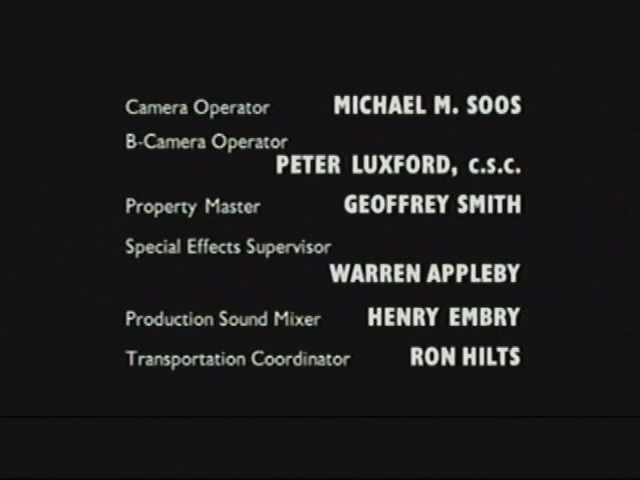 Camera Operator MICHAEL M. SOOS
B-Camera Operator
PETER LUXFORD, C.S.C.
Property Master GEOFFREY SMITH
Special Effects Supervisor
WARREN APPLEBY
Production Sound Mixer HENRY EMBRY
Transportation Coordinator RON HILTS